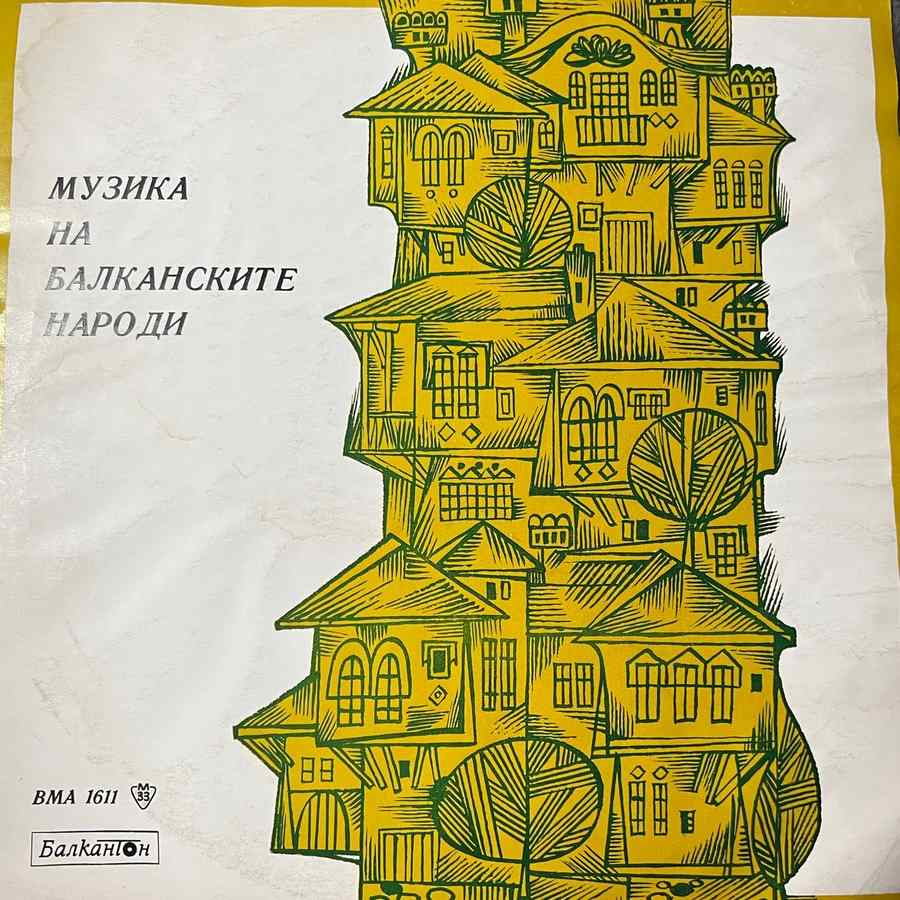 МУЗИКА
НА
БАЛКАНСКИТЕ
НАРОДИ
ВМА 1611 М 33
Балкантон